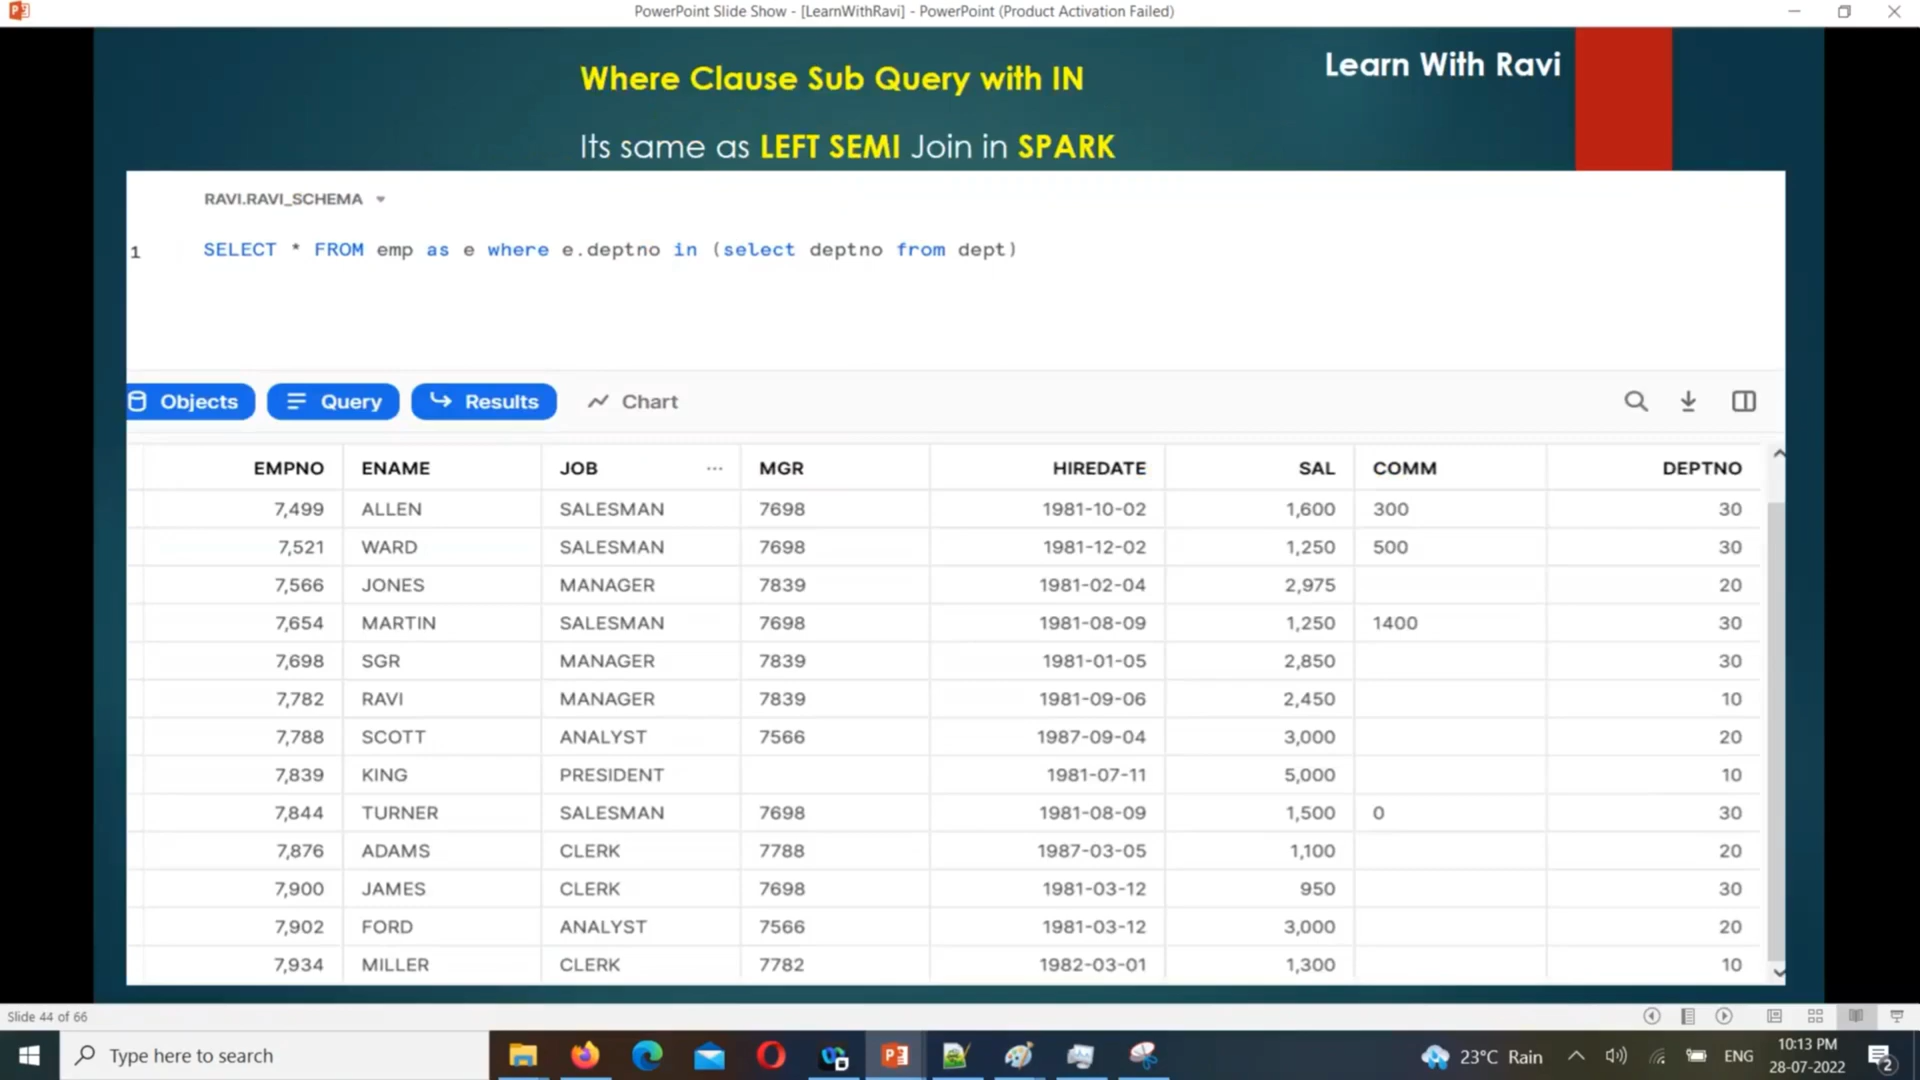 PowerPoint Slide Show - [LearnWithRavi] - PowerPoint (Product Activation Failed)
Where Clause Sub Query with IN
Learn With Ravi
Its same as LEFT SEMI Join in SPARK
RAVI.RAVI_SCHEMA
1 SELECT * FROM emp as e where e.deptno in (select deptno from dept)
Objects Query Results Chart
EMPNO ENAME JOB ... MGR HIREDATE SAL COMM DEPTNO
7,499 ALLEN SALESMAN 7698 1981-10-02 1,600 300 30
7,521 WARD SALESMAN 7698 1981-12-02 1,250 500 30
7,566 JONES MANAGER 7839 1981-02-04 2,975 20
7,654 MARTIN SALESMAN 7698 1981-08-09 1,250 1400 30
7,698 SGR MANAGER 7839 1981-01-05 2,850 30
7,782 RAVI MANAGER 7839 1981-09-06 2,450 10
7,788 SCOTT ANALYST 7566 1987-09-04 3,000 20
7,839 KING PRESIDENT 1981-07-11 5,000 10
7,844 TURNER SALESMAN 7698 1981-08-09 1,500 0 30
7,876 ADAMS CLERK 7788 1987-03-05 1,100 20
7,900 JAMES CLERK 7698 1981-03-12 950 30
7,902 FORD ANALYST 7566 1981-03-12 3,000 20
7,934 MILLER CLERK 7782 1982-03-01 1,300 10
Slide 44 of 66
Type here to search
23°C Rain
ENG
10:13 PM
28-07-2022
2